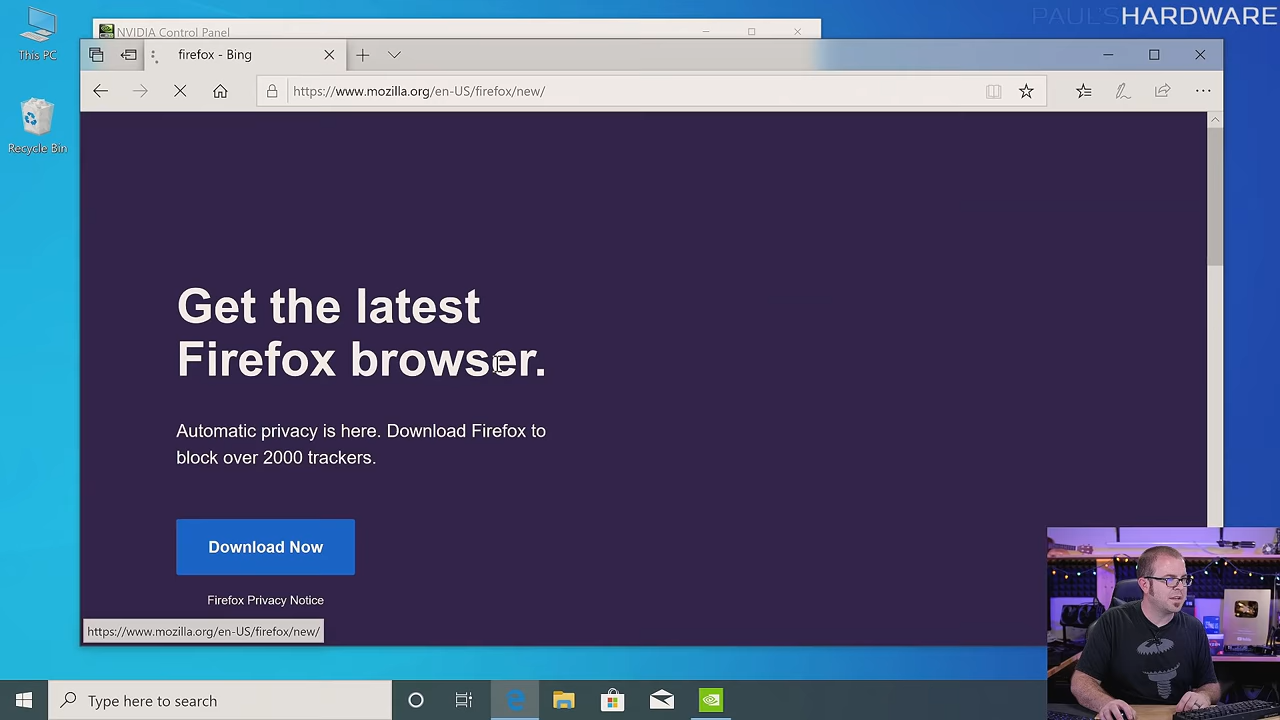 PAUL'SHARDWARE
This PC
NVIDIA Control Panel
firefox - Bing
https://www.mozilla.org/en-US/firefox/new/
Recycle Bin
Get the latest
Firefox browser.
Automatic privacy is here. Download Firefox to
block over 2000 trackers.
Download Now
Firefox Privacy Notice
https://www.mozilla.org/en-US/firefox/new/
Type here to search